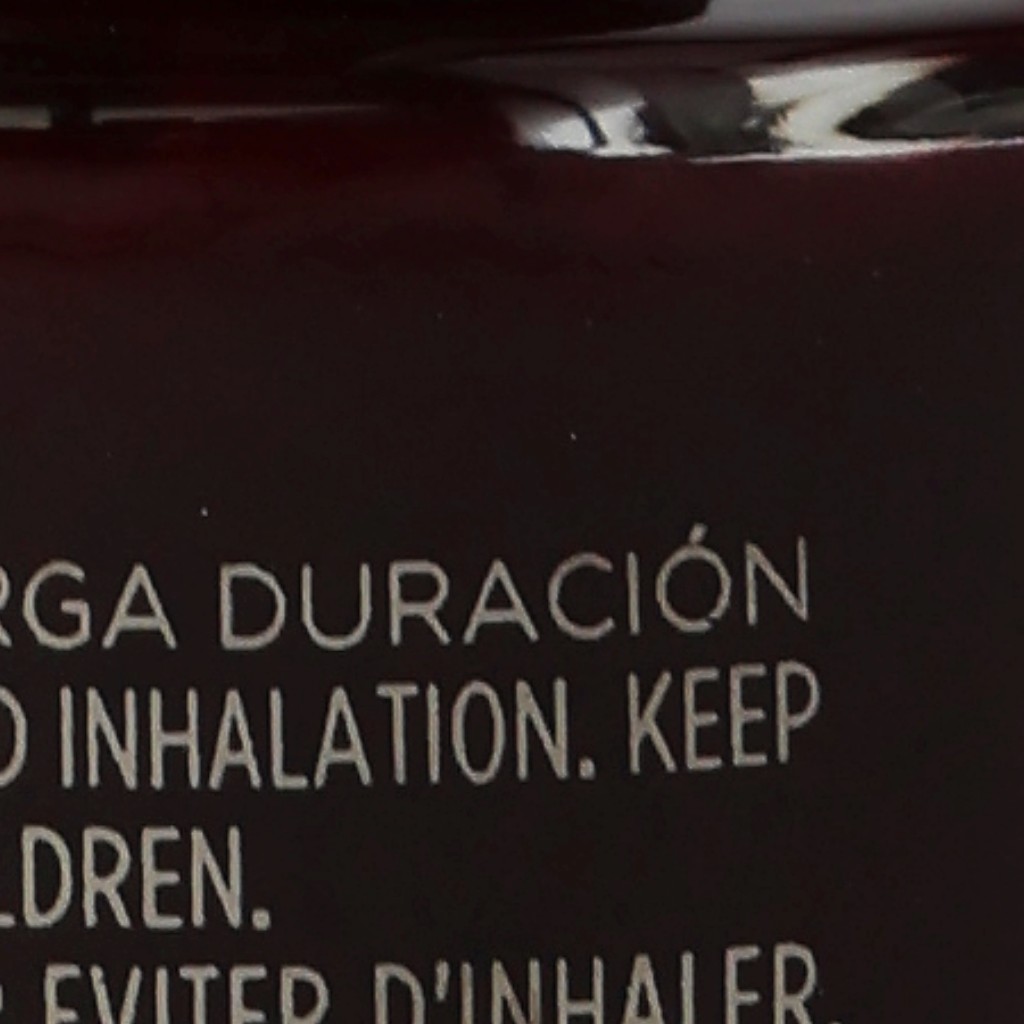 RGA DURACIÓN
D INHALATION. KEEP
LDREN.
R EVITER D'INHALER.